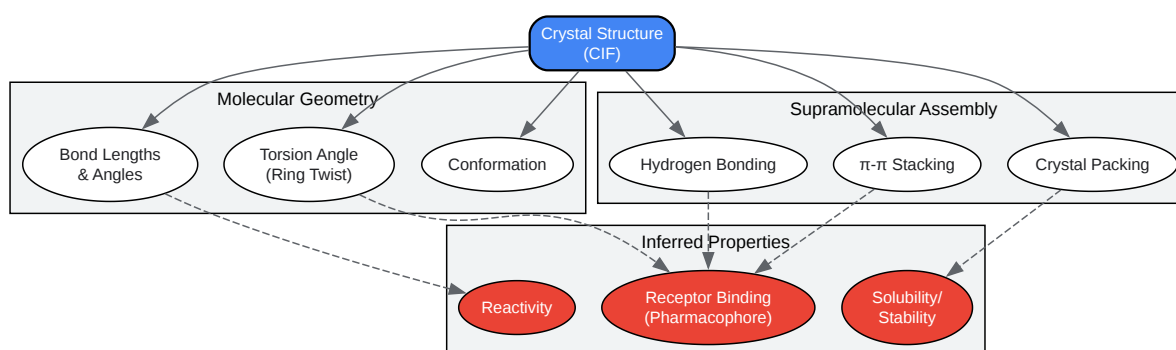 Crystal Structure
(CIF)
Molecular Geometry
Supramolecular Assembly
Bond Lengths
& Angles
Torsion Angle
(Ring Twist)
Conformation
Hydrogen Bonding
π-π Stacking
Crystal Packing
Inferred Properties
Reactivity
Receptor Binding
(Pharmacophore)
Solubility/
Stability